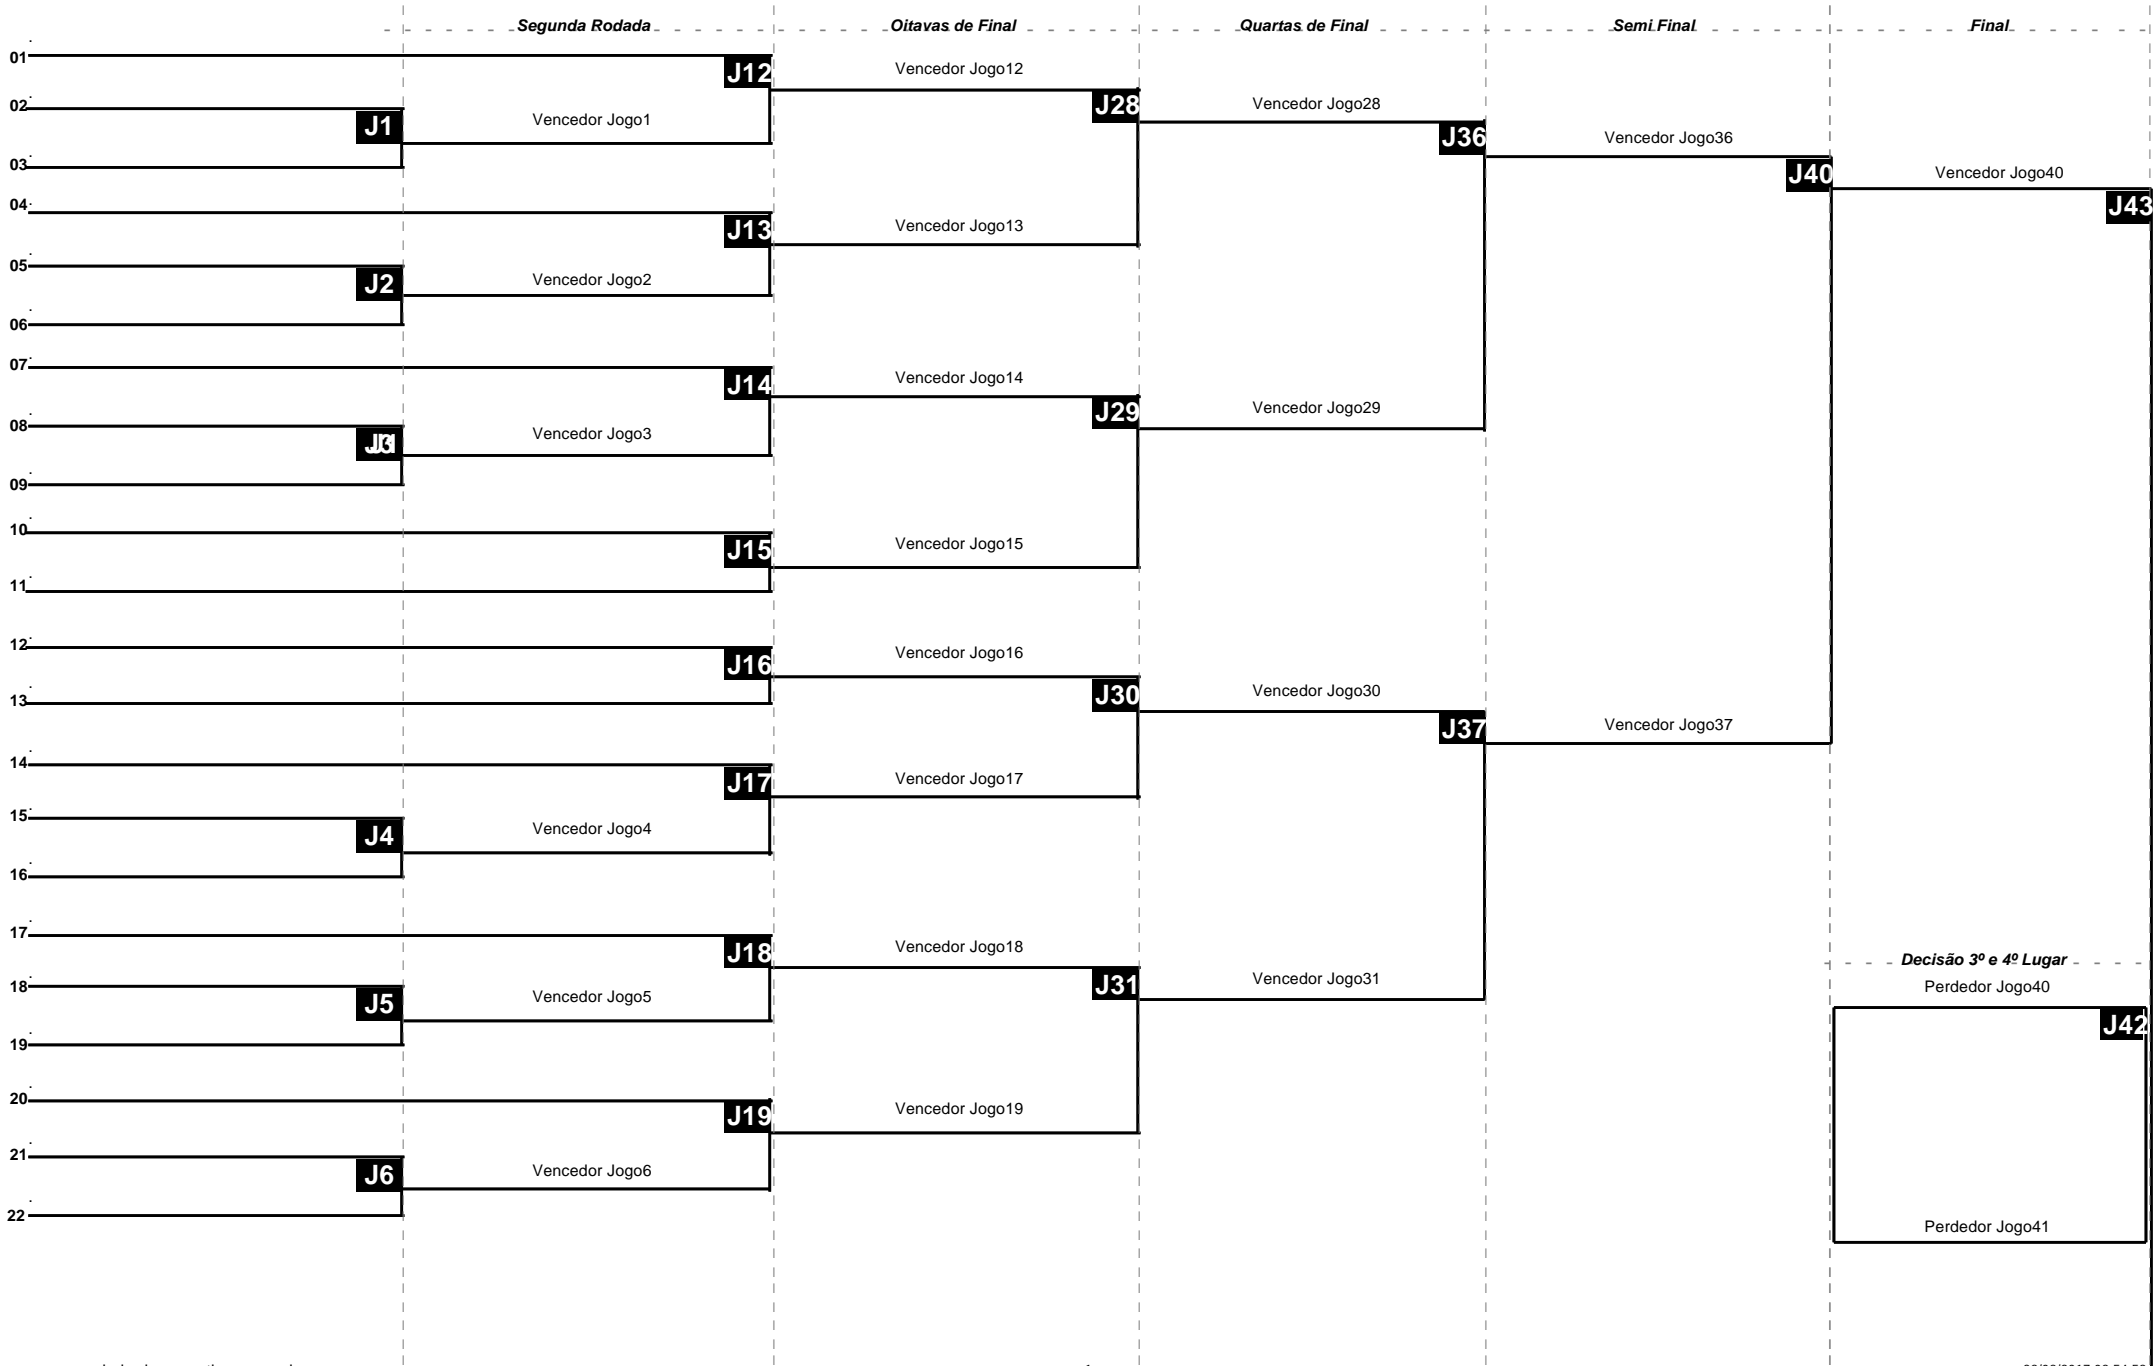 Segunda Rodada Oitavas de Final Quartas de Final Semi Final Final
01
J12
Vencedor Jogo12
02
J1
Vencedor Jogo1
J28
Vencedor Jogo28
03
J36
Vencedor Jogo36
J40
Vencedor Jogo40
J43
04
J13
Vencedor Jogo13
05
J2
Vencedor Jogo2
06
07
J14
Vencedor Jogo14
08
Vencedor Jogo3
J29
Vencedor Jogo29
09
10
J15
Vencedor Jogo15
11
12
J16
Vencedor Jogo16
13
J30
Vencedor Jogo30
J37
Vencedor Jogo37
14
J17
Vencedor Jogo17
15
J4
Vencedor Jogo4
16
17
J18
Vencedor Jogo18
18
J5
Vencedor Jogo5
J31
Vencedor Jogo31
19
Decisão 3º e 4º Lugar
Perdedor Jogo40
J42
20
J19
Vencedor Jogo19
21
J6
Vencedor Jogo6
22
Perdedor Jogo41